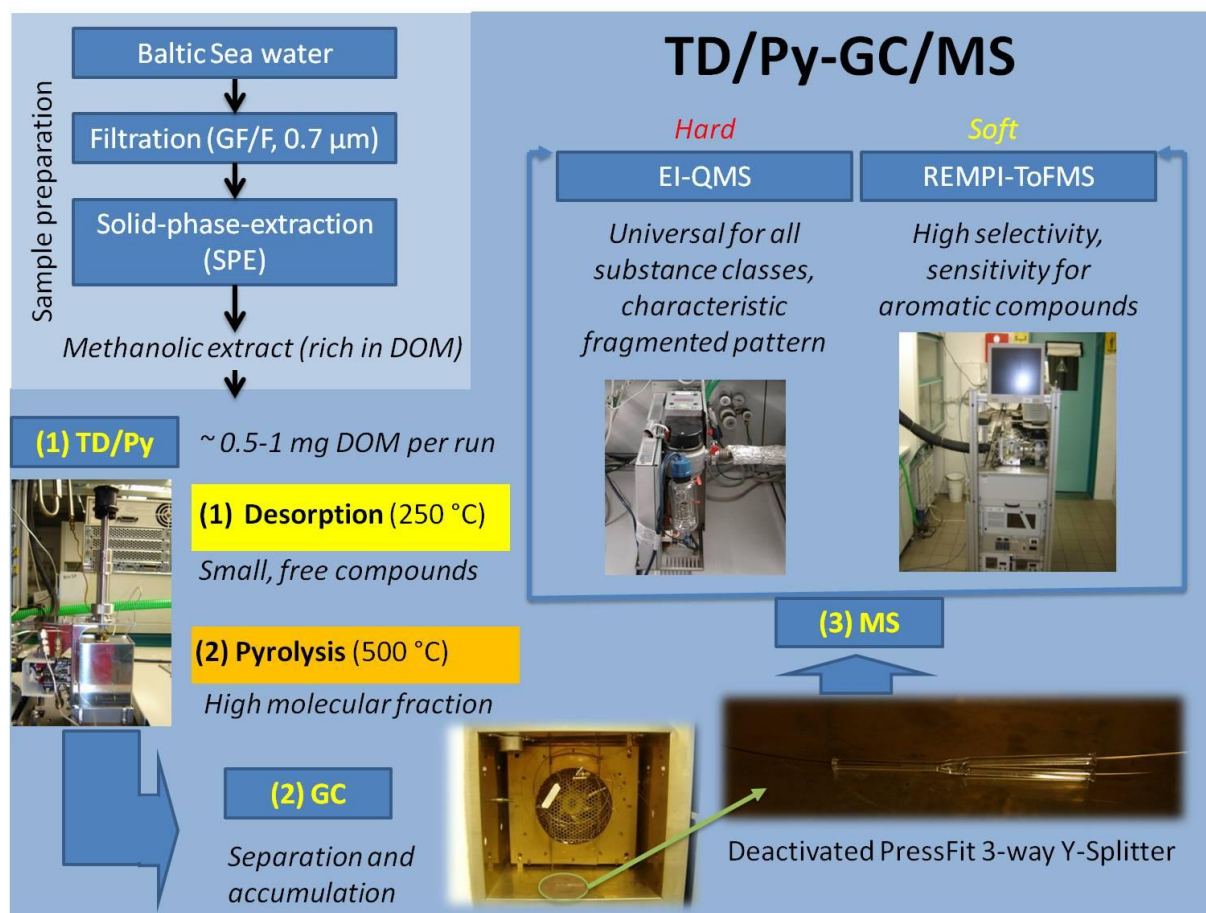 TD/Py-GC/MS
Sample preparation
Baltic Sea water
Filtration (GF/F, 0.7 µm)
Solid-phase-extraction
(SPE)
Methanolic extract (rich in DOM)
(1) TD/Py
~ 0.5-1 mg DOM per run
(1) Desorption (250 °C)
Small, free compounds
(2) Pyrolysis (500 °C)
High molecular fraction
(2) GC
Separation and
accumulation
Deactivated PressFit 3-way Y-Splitter
(3) MS
Hard
EI-QMS
Universal for all
substance classes,
characteristic
fragmented pattern
Soft
REMPI-ToFMS
High selectivity,
sensitivity for
aromatic compounds